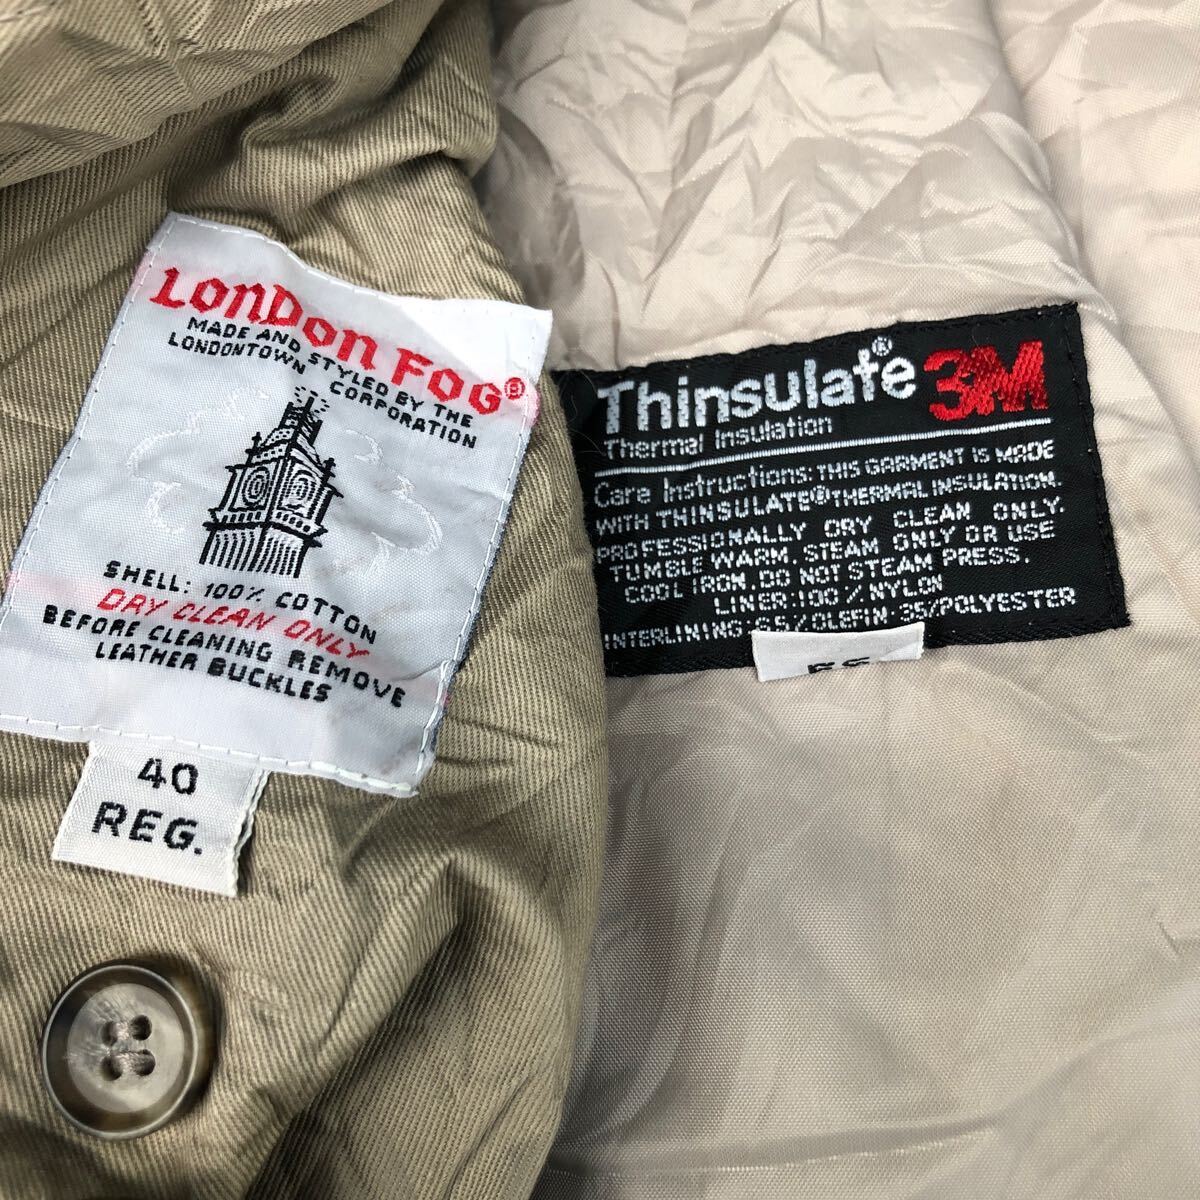 LONDON FOG®
MADE AND STYLED BY THE
LONDONTOWN CORPORATION
SHELL: 100% COTTON
DRY CLEAN ONLY
BEFORE CLEANING REMOVE
LEATHER BUCKLES
40
REG.
Thinsulate® 3M
Thermal Insulation
Care Instructions: THIS GARMENT IS MADE
WITH THINSULATE® THERMAL INSULATION.
PROFESSIONALLY DRY CLEAN ONLY.
TUMBLE WARM, STEAM ONLY OR USE
COOL IRON. DO NOT STEAM PRESS.
LINER: 100% NYLON
INTERLINING: 65% OLEFIN 35% POLYESTER